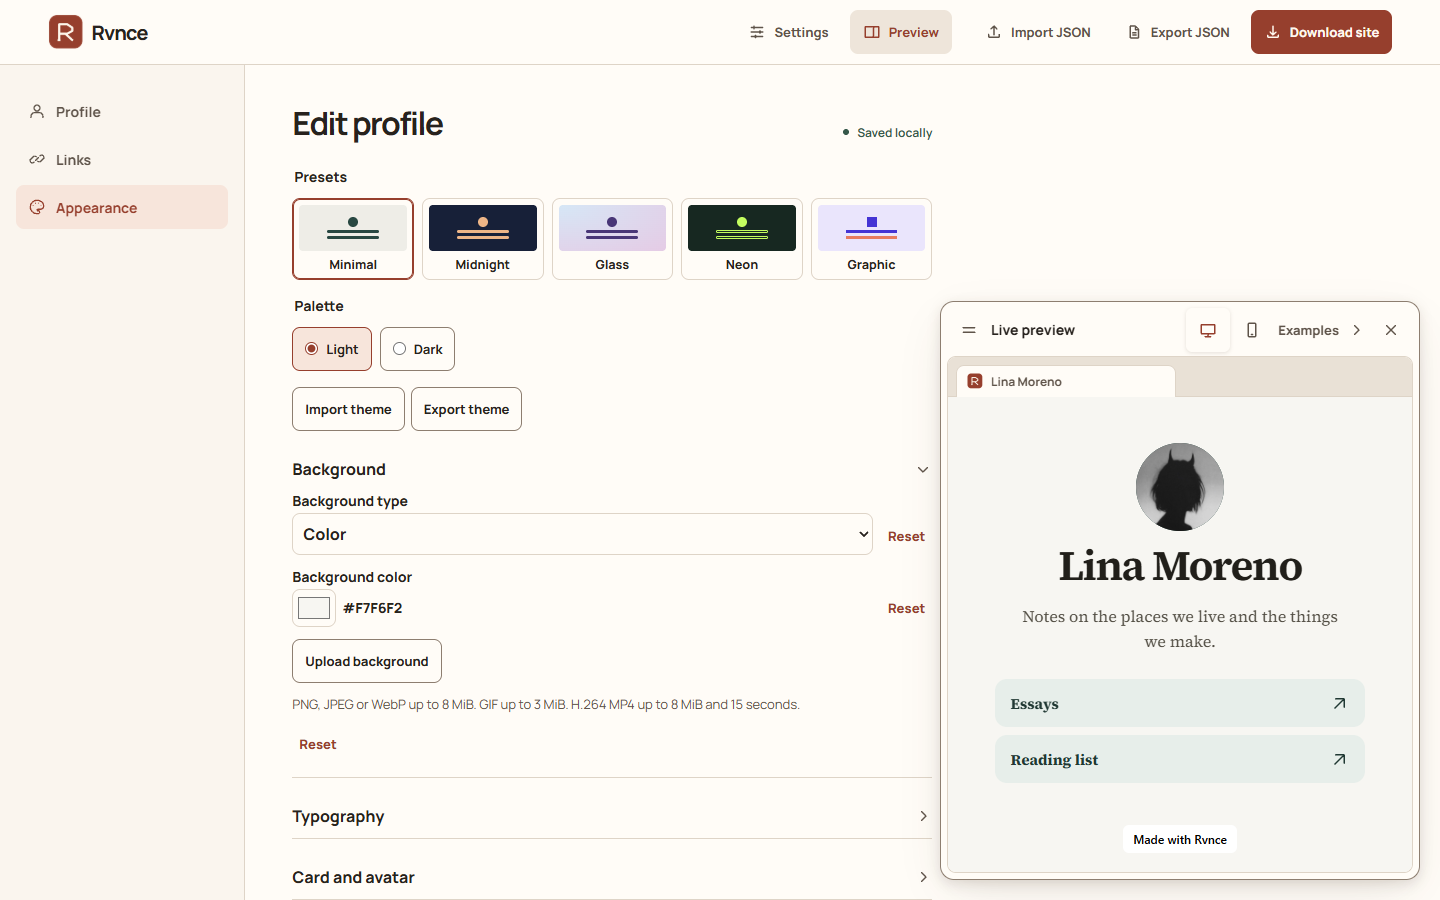 R Rvnce
Settings
Preview
Import JSON
Export JSON
Download site
Profile
Links
Appearance
Edit profile
Saved locally
Presets
Minimal
Midnight
Glass
Neon
Graphic
Palette
Light
Dark
Import theme
Export theme
Background
Background type
Color
Reset
Background color
#F7F6F2
Reset
Upload background
PNG, JPEG or WebP up to 8 MiB. GIF up to 3 MiB. H.264 MP4 up to 8 MiB and 15 seconds.
Reset
Typography
Card and avatar
Live preview
Examples
R Lina Moreno
Lina Moreno
Notes on the places we live and the things
we make.
Essays
Reading list
Made with Rvnce